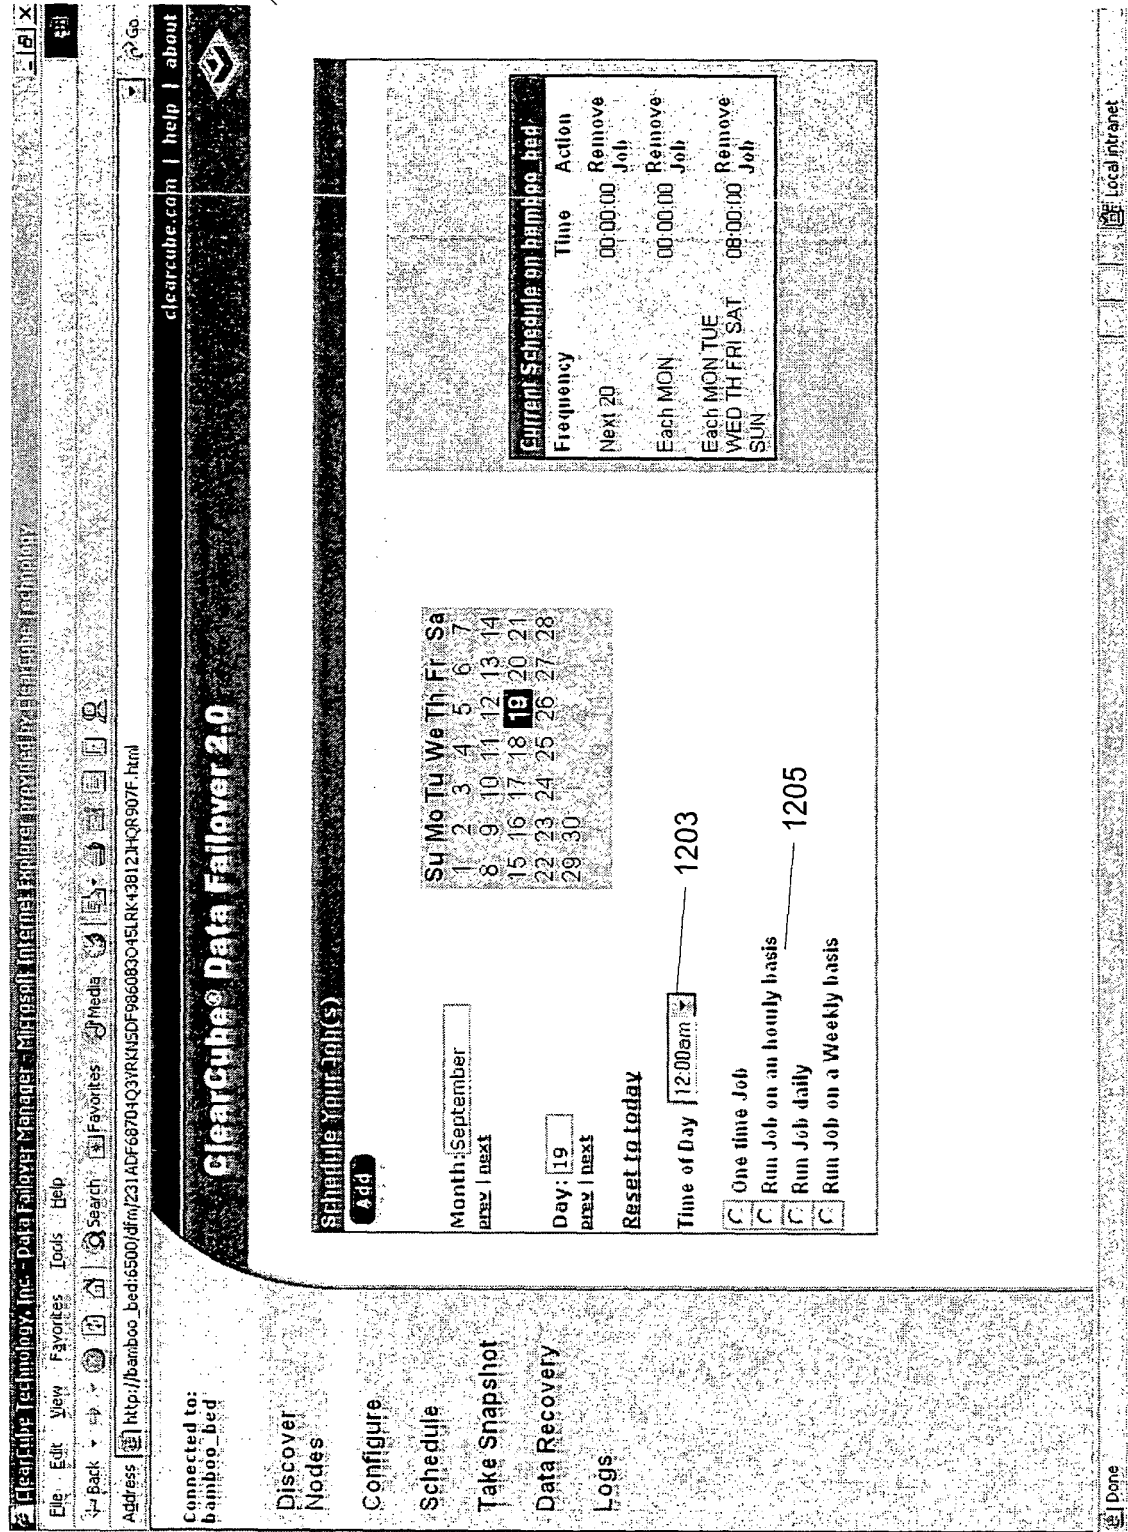 ClearCube Technology, Inc. - Data Failover Manager - Microsoft Internet Explorer provided by ClearCube Technology
File Edit View Favorites Tools Help
Back Search Favorites Media
Address http://bamboo_bed:6500/dfm/ Go
clearcube.com | help | about
Connected to:
bamboo_bed
ClearCube® Data Failover 2.0
Discover
Nodes
Configure
Schedule
Take Snapshot
Data Recovery
Logs
Schedule Your Job(s)
Add
Month: September
prev | next
Day: 19
prev | next
Reset to today
Time of Day 12:00am
1203
One time Job
Run Job on an hourly basis
Run Job daily
Run Job on a Weekly basis
1205
Su Mo Tu We Th Fr Sa
1 2 3 4 5 6 7
8 9 10 11 12 13 14
15 16 17 18 19 20 21
22 23 24 25 26 27 28
29 30
Current Schedule on bamboo_bed
Frequency Time Action
Next 20 00:00:00 Remove
Job
Each MON 00:00:00 Remove
Job
Each MON TUE
WED TH FRI SAT 08:00:00 Remove
SUN Job
Done Local intranet